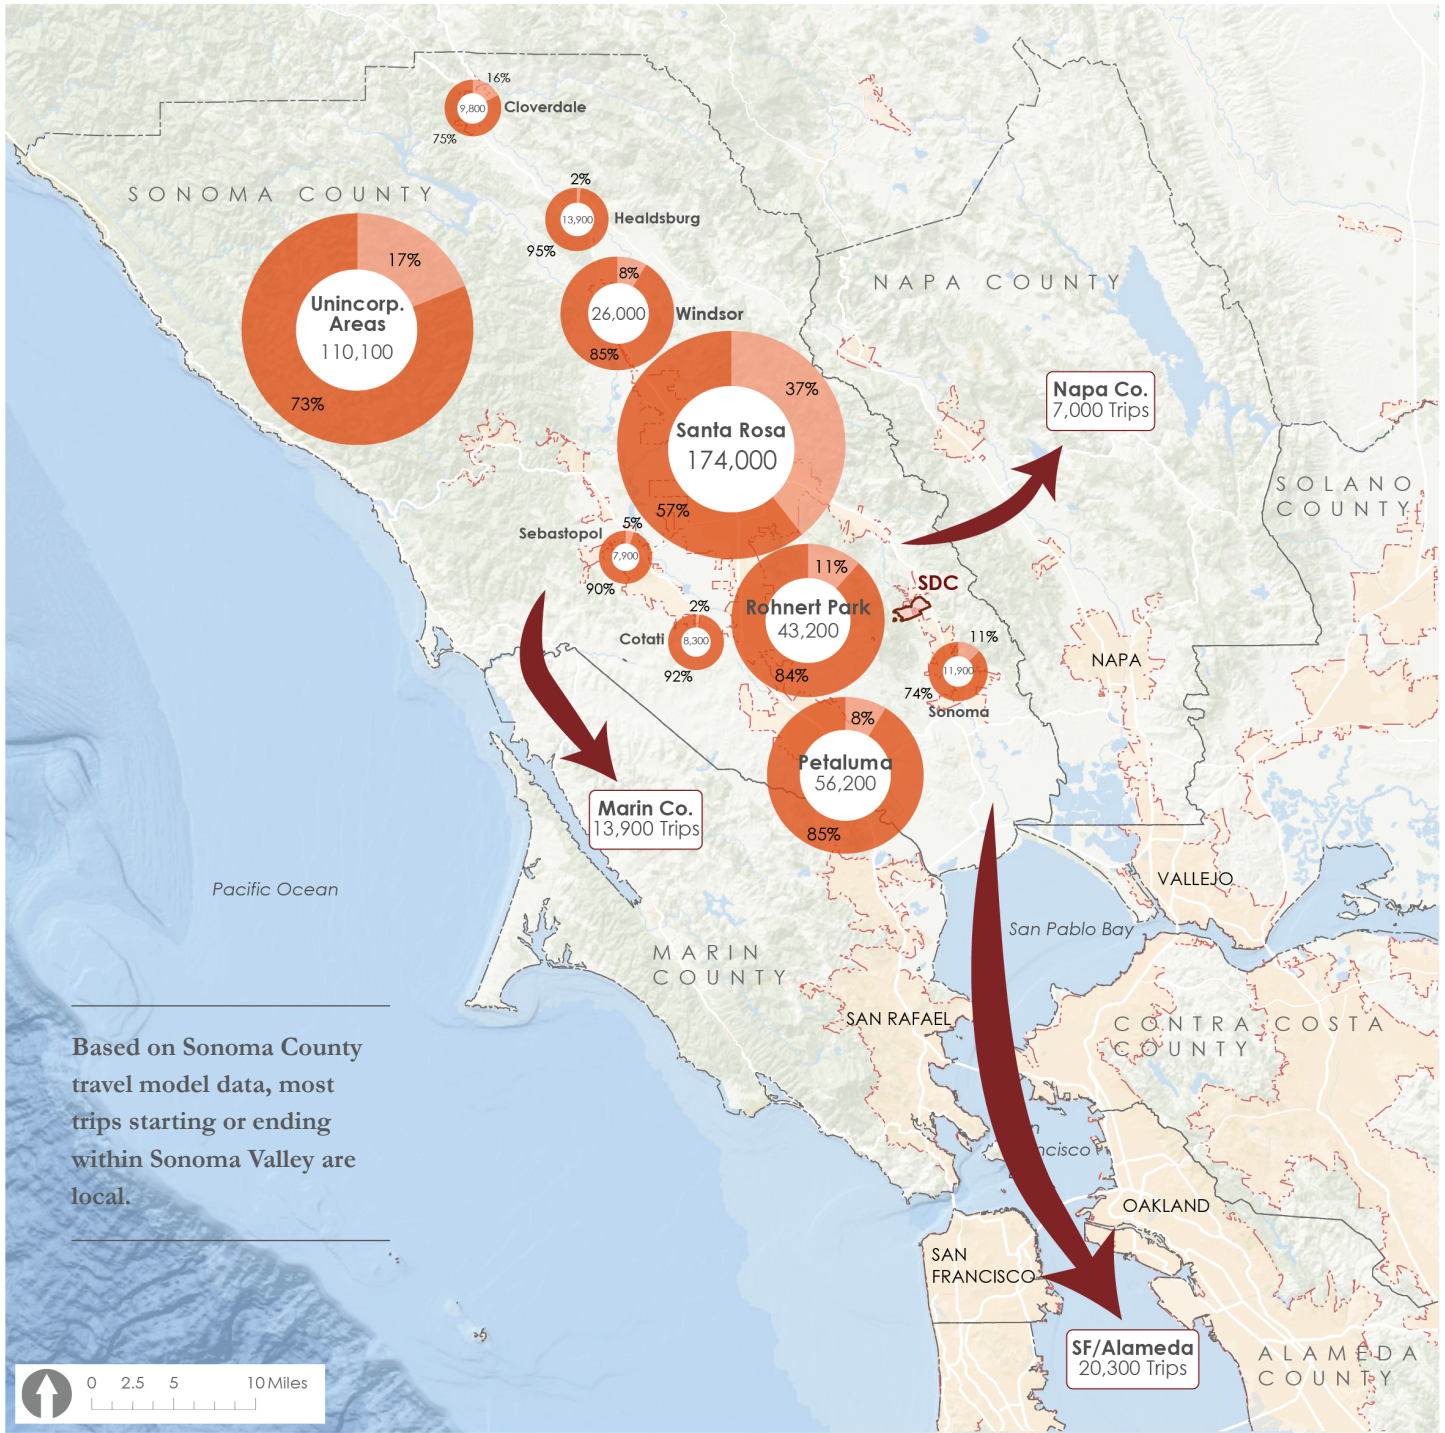 16%
9,800
Cloverdale
75%
SONOMA COUNTY
2%
13,900
Healdsburg
95%
17%
Unincorp.
Areas
110,100
73%
8%
26,000
Windsor
85%
NAPA COUNTY
37%
Santa Rosa
174,000
57%
Napa Co.
7,000 Trips
SOLANO
COUNTY
5%
Sebastopol
7,900
90%
11%
Rohnert Park
43,200
84%
SDC
2%
Cotati
8,300
92%
11%
11,900
74%
Sonoma
NAPA
8%
Petaluma
56,200
85%
Marin Co.
13,900 Trips
VALLEJO
Pacific Ocean
San Pablo Bay
MARIN
COUNTY
SAN RAFAEL
CONTRA COSTA
COUNTY
Based on Sonoma County
travel model data, most
trips starting or ending
within Sonoma Valley are
local.
OAKLAND
SAN
FRANCISCO
SF/Alameda
20,300 Trips
ALAMEDA
COUNTY
0 2.5 5 10 Miles